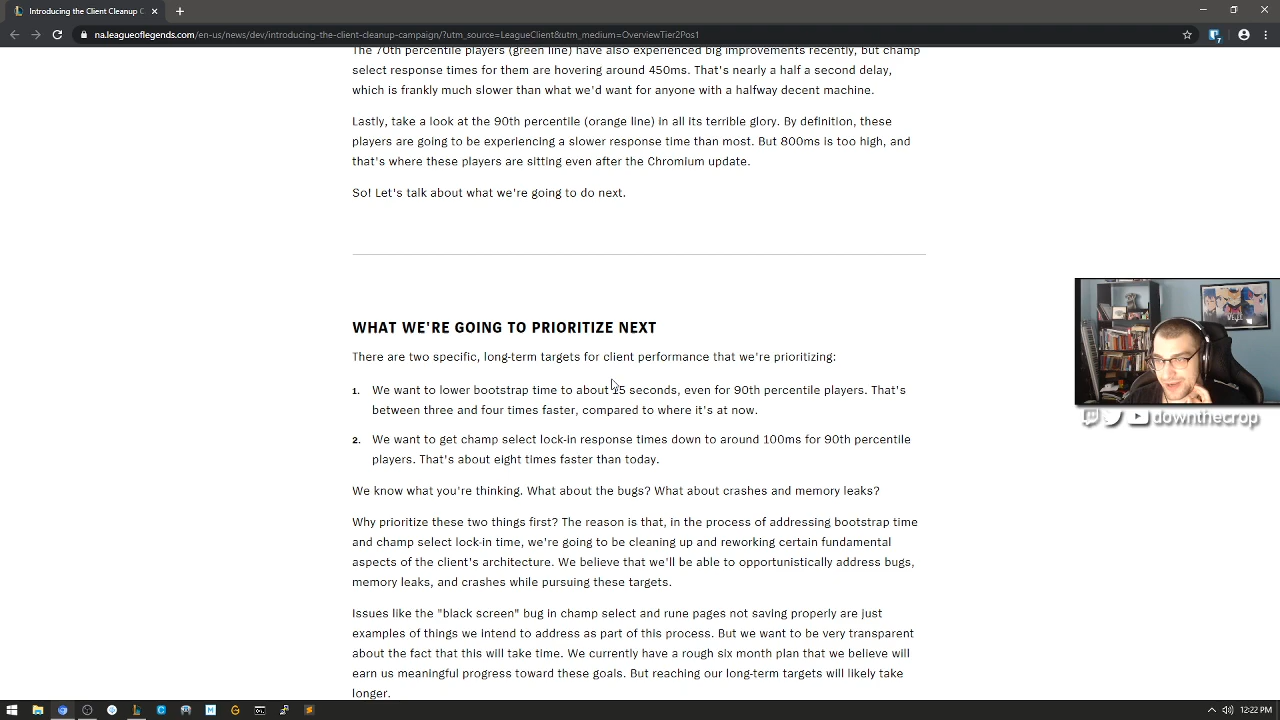 Introducing the Client Cleanup C
na.leagueoflegends.com/en-us/news/dev/introducing-the-client-cleanup-campaign/?utm_source=LeagueClient&utm_medium=OverviewTier2Pos1
The 70th percentile players (green line) have also experienced big improvements recently, but champ
select response times for them are hovering around 450ms. That's nearly a half a second delay,
which is frankly much slower than what we'd want for anyone with a halfway decent machine.
Lastly, take a look at the 90th percentile (orange line) in all its terrible glory. By definition, these
players are going to be experiencing a slower response time than most. But 800ms is too high, and
that's where these players are sitting even after the Chromium update.
So! Let's talk about what we're going to do next.
WHAT WE'RE GOING TO PRIORITIZE NEXT
There are two specific, long-term targets for client performance that we're prioritizing:
1. We want to lower bootstrap time to about 15 seconds, even for 90th percentile players. That's
between three and four times faster, compared to where it's at now.
2. We want to get champ select lock-in response times down to around 100ms for 90th percentile
players. That's about eight times faster than today.
We know what you're thinking. What about the bugs? What about crashes and memory leaks?
Why prioritize these two things first? The reason is that, in the process of addressing bootstrap time
and champ select lock-in time, we're going to be cleaning up and reworking certain fundamental
aspects of the client's architecture. We believe that we'll be able to opportunistically address bugs,
memory leaks, and crashes while pursuing these targets.
Issues like the "black screen" bug in champ select and rune pages not saving properly are just
examples of things we intend to address as part of this process. But we want to be very transparent
about the fact that this will take time. We currently have a rough six month plan that we believe will
earn us meaningful progress toward these goals. But reaching our long-term targets will likely take
longer.
downthecrop
12:22 PM